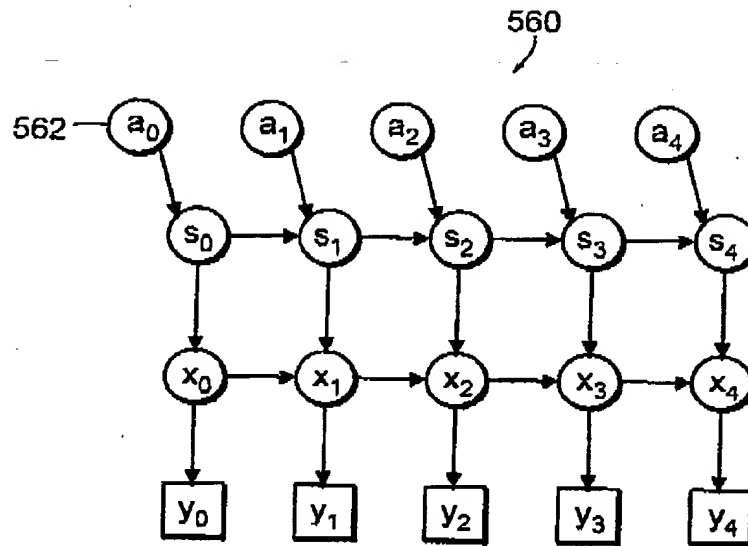 560
562 a₀ a₁ a₂ a₃ a₄
s₀ s₁ s₂ s₃ s₄
x₀ x₁ x₂ x₃ x₄
y₀ y₁ y₂ y₃ y₄